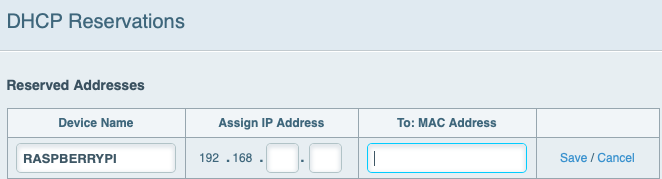 DHCP Reservations
Reserved Addresses
Device Name Assign IP Address To: MAC Address
RASPBERRYPI 192 . 168 . . Save / Cancel